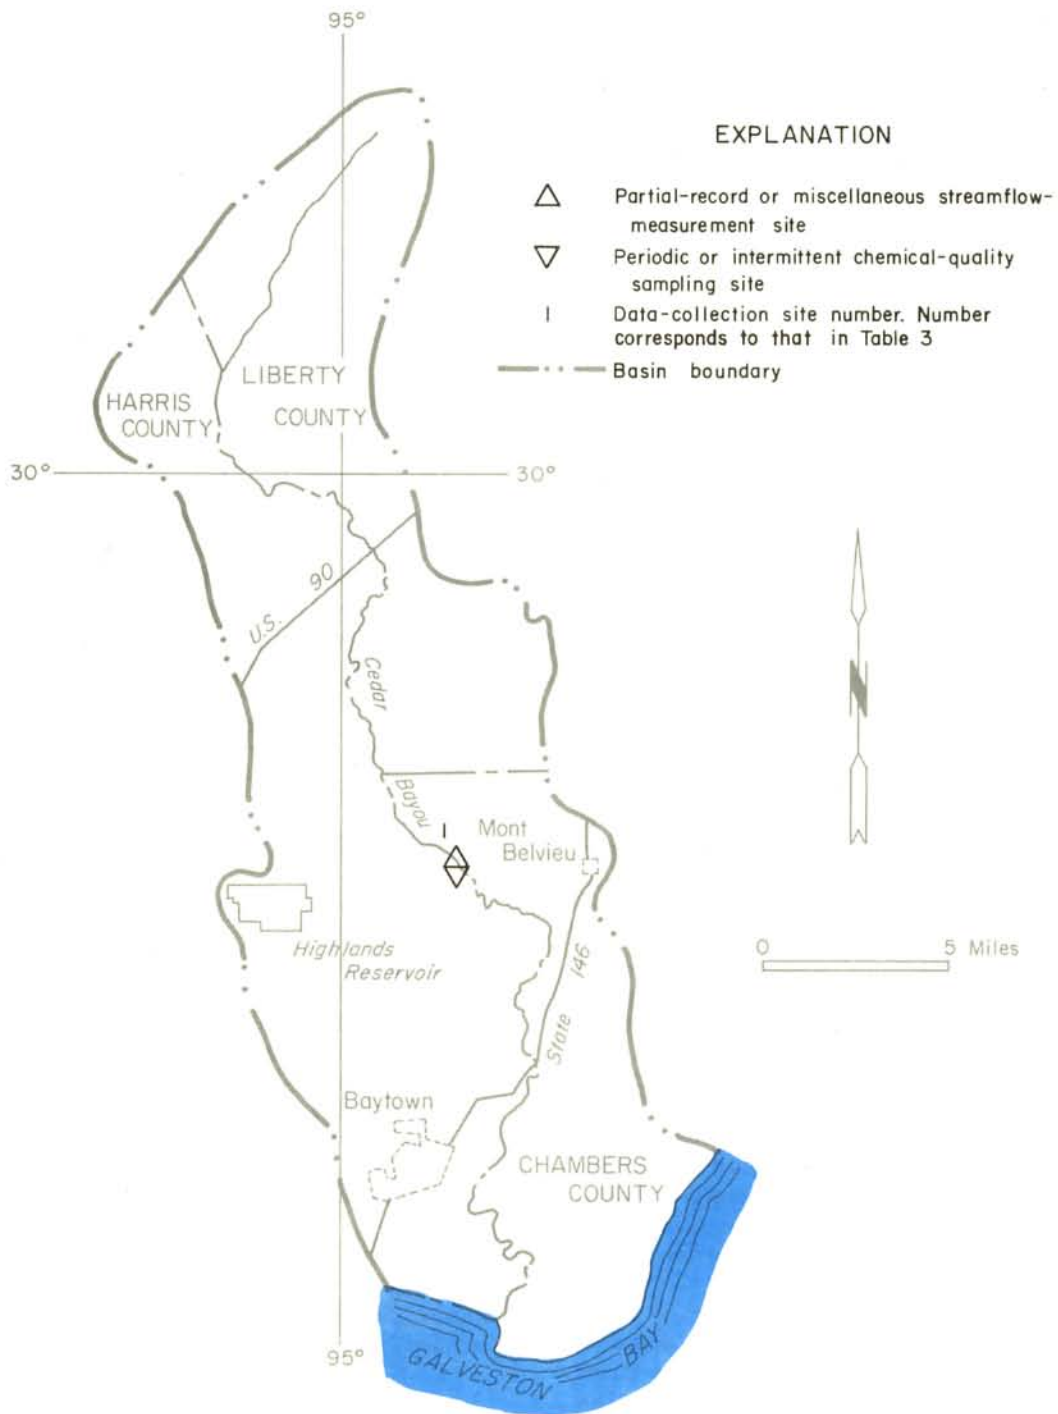 95°
EXPLANATION
Partial-record or miscellaneous streamflow-
measurement site
Periodic or intermittent chemical-quality
sampling site
I Data-collection site number. Number
corresponds to that in Table 3
Basin boundary
LIBERTY
COUNTY
HARRIS
COUNTY
30°
30°
U.S. 90
Cedar
Bayou
N
I
Mont
Belvieu
0 5 Miles
Highlands
Reservoir
State 146
Baytown
CHAMBERS
COUNTY
95°
GALVESTON BAY